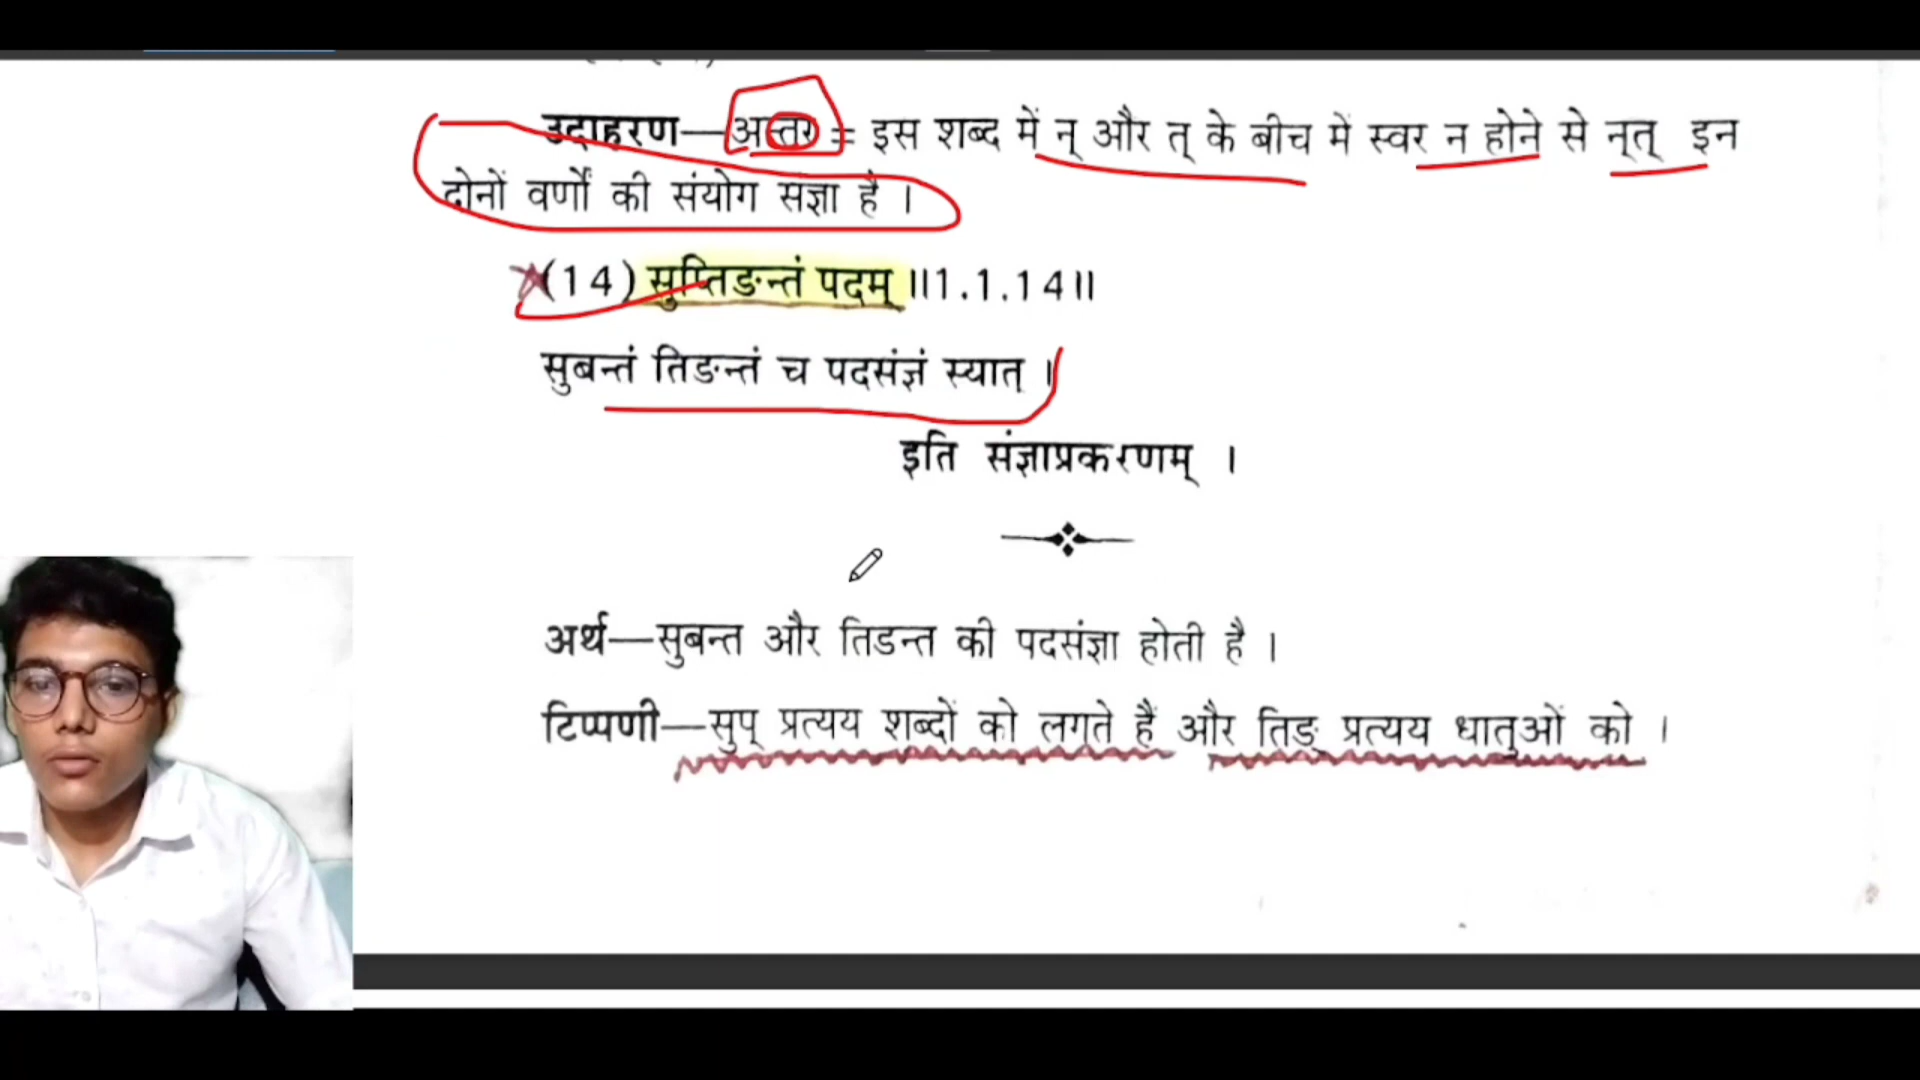 उदाहरण—अन्तर = इस शब्द में न् और त् के बीच में स्वर न होने से न्त् इन
दोनों वर्णों की संयोग संज्ञा है ।
(14) सुप्तिङन्तं पदम् ॥1.1.14॥
सुबन्तं तिङन्तं च पदसंज्ञं स्यात् ।
इति संज्ञाप्रकरणम् ।
अर्थ—सुबन्त और तिडन्त की पदसंज्ञा होती है ।
टिप्पणी—सुप् प्रत्यय शब्दों को लगते हैं और तिङ् प्रत्यय धातुओं को ।